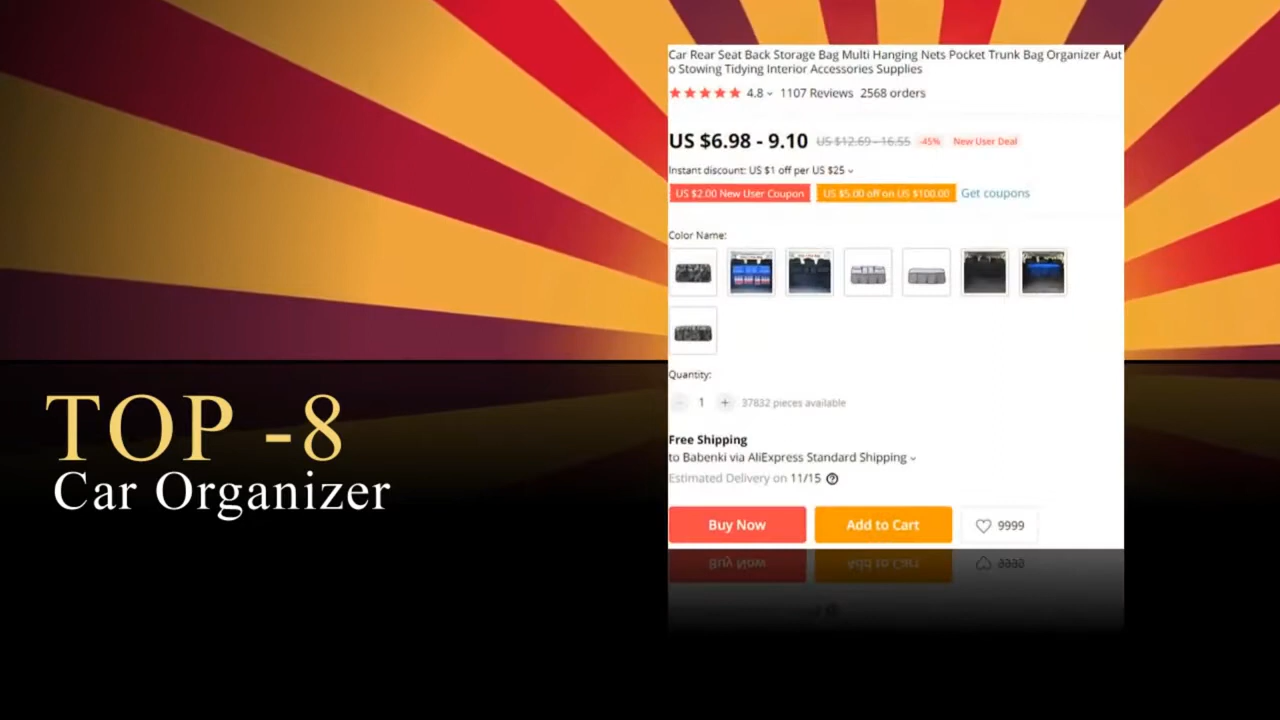 Car Rear Seat Back Storage Bag Multi Hanging Nets Pocket Trunk Bag Organizer Aut
o Stowing Tidying Interior Accessories Supplies
4.8 1107 Reviews 2568 orders
US $6.98 - 9.10 US $12.69 - 16.55 -45% New User Deal
Instant discount: US $1 off per US $25
US $2.00 New User Coupon US $5.00 off on US $100.00 Get coupons
Color Name:
Quantity:
- 1 + 37832 pieces available
Free Shipping
to Babenki via AliExpress Standard Shipping
Estimated Delivery on 11/15 ?
Buy Now Add to Cart 9999
TOP -8
Car Organizer